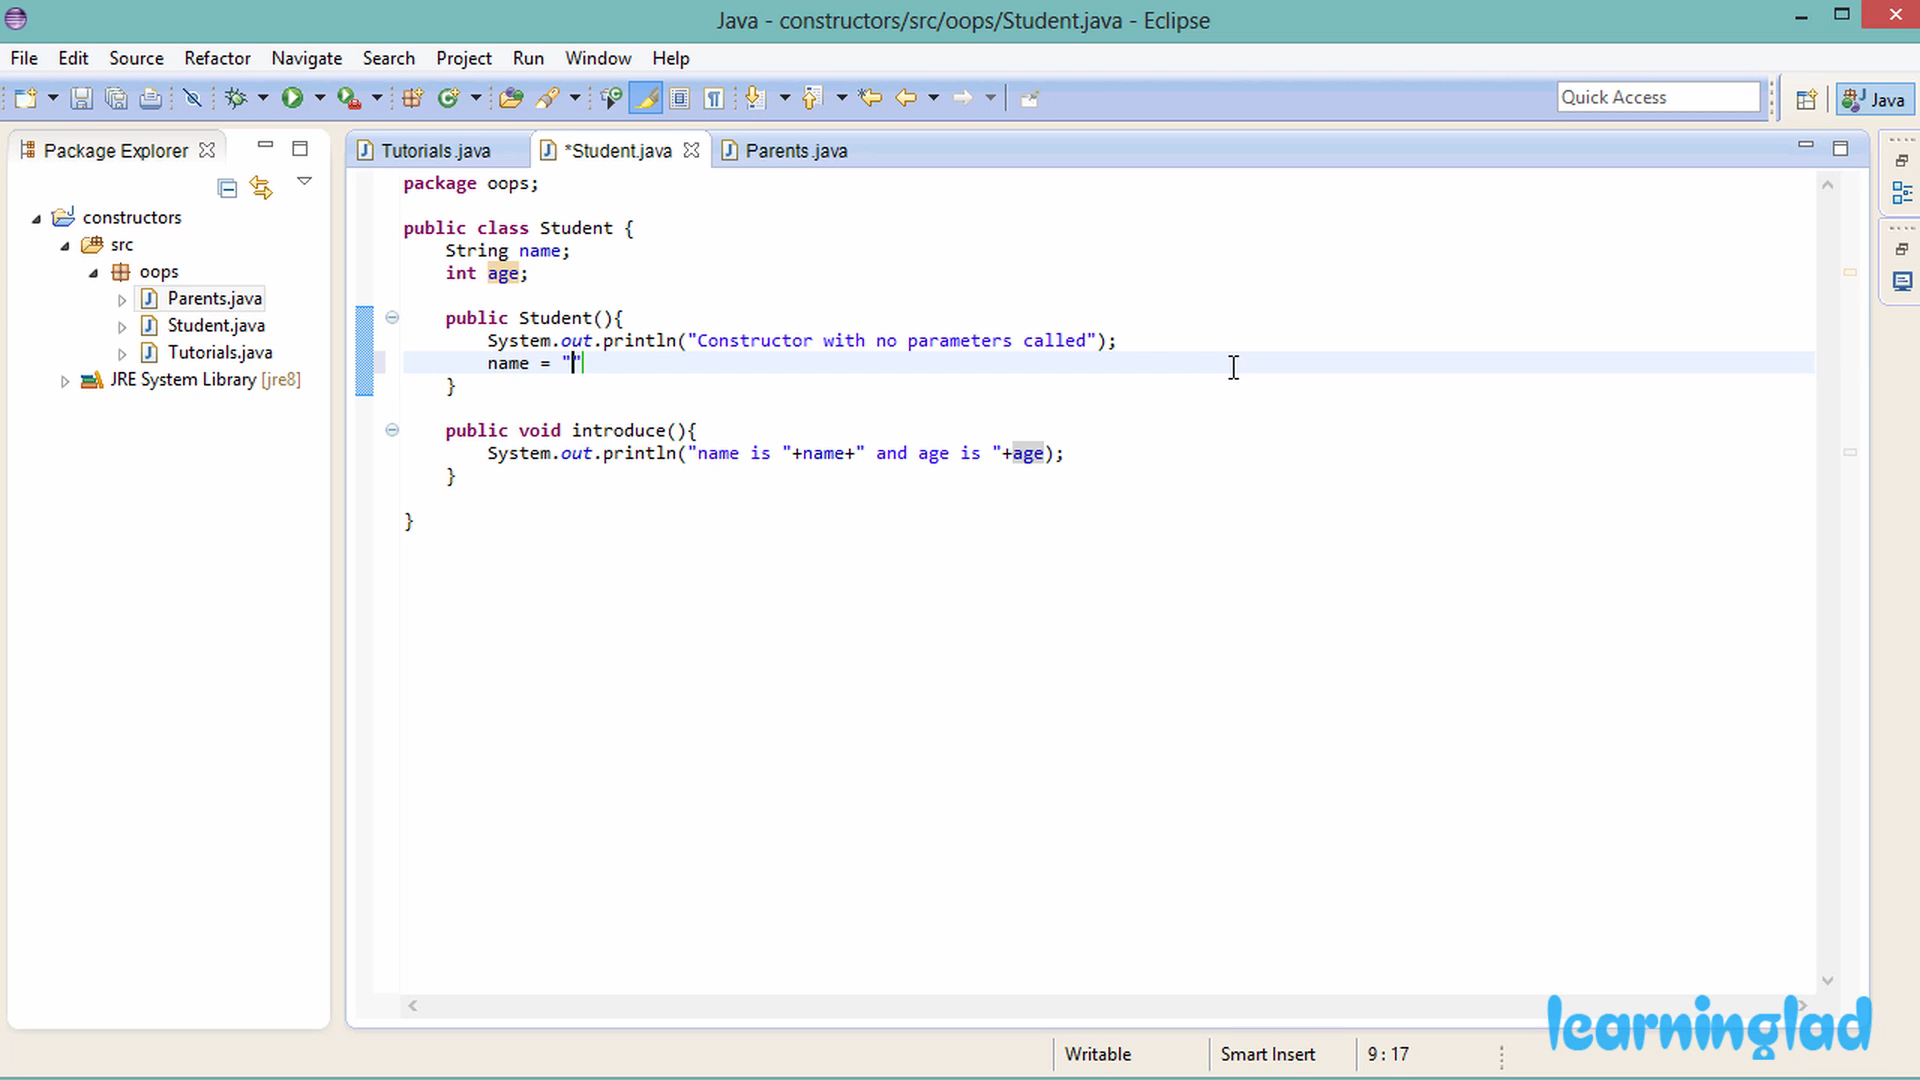 Java - constructors/src/oops/Student.java - Eclipse
File Edit Source Refactor Navigate Search Project Run Window Help
Quick Access
Java
Package Explorer
constructors
src
oops
Parents.java
Student.java
Tutorials.java
JRE System Library [jre8]
Tutorials.java *Student.java Parents.java
package oops;
public class Student {
String name;
int age;
public Student(){
System.out.println("Constructor with no parameters called");
name = ""
}
public void introduce(){
System.out.println("name is "+name+" and age is "+age);
}
}
Writable Smart Insert 9 : 17
learninglad